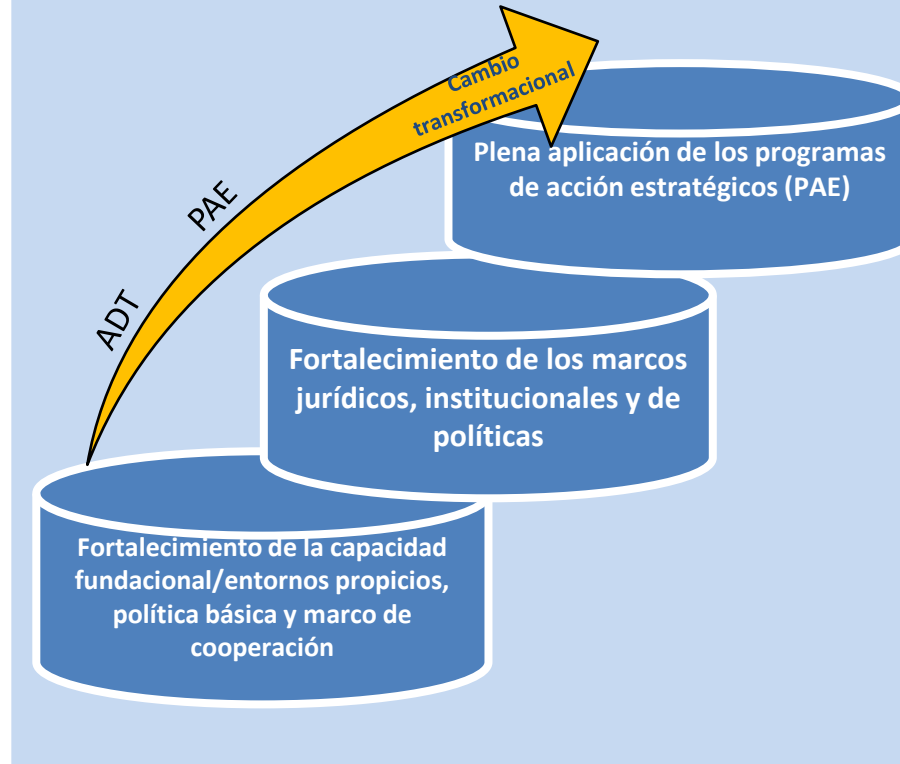 Cambio
transformacional
PAE
ADT
Plena aplicación de los programas
de acción estratégicos (PAE)
Fortalecimiento de los marcos
jurídicos, institucionales y de
políticas
Fortalecimiento de la capacidad
fundacional/entornos propicios,
política básica y marco de
cooperación